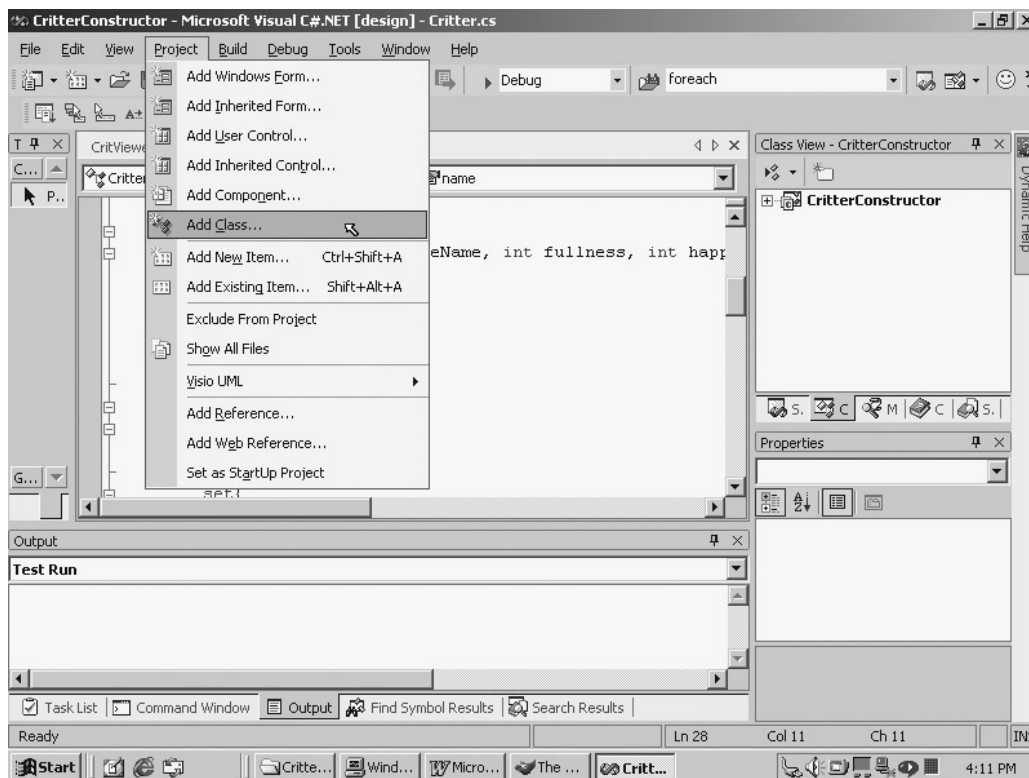 CritterConstructor - Microsoft Visual C#.NET [design] - Critter.cs
File Edit View Project Build Debug Tools Window Help
Debug
foreach
Add Windows Form...
Add Inherited Form...
Add User Control...
Add Inherited Control...
Add Component...
Add Class...
Add New Item... Ctrl+Shift+A
Add Existing Item... Shift+Alt+A
Exclude From Project
Show All Files
Visio UML
Add Reference...
Add Web Reference...
Set as StartUp Project
T
C...
P..
G...
CritViewe
Critter
name
eName, int fullness, int happ
set{
Class View - CritterConstructor
CritterConstructor
S. C M C S.
Dynamic Help
Properties
Output
Test Run
Task List Command Window Output Find Symbol Results Search Results
Ready Ln 28 Col 11 Ch 11 IN
Start Critte... Wind... Micro... The ... Critt... 4:11 PM